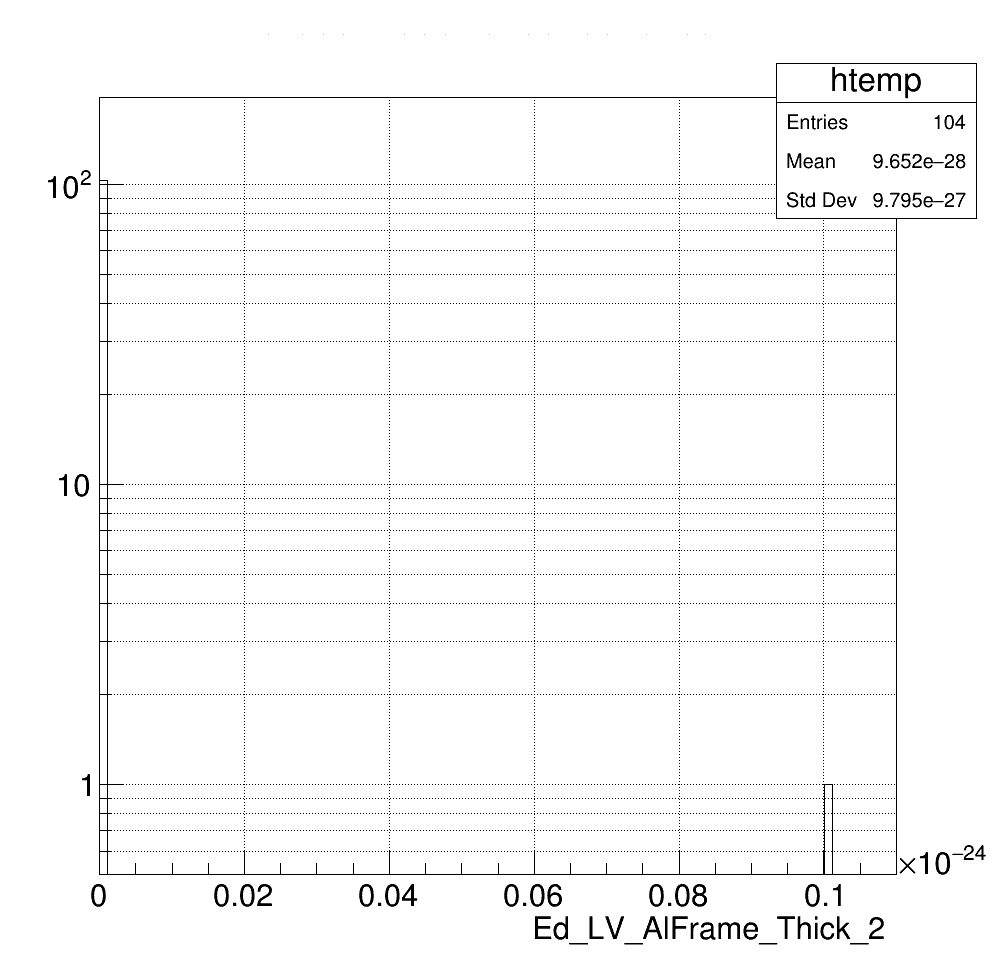 htemp
Entries 104
Mean 9.652e−28
Std Dev 9.795e−27
10²
10
1
0 0.02 0.04 0.06 0.08 0.1
×10⁻²⁴
Ed_LV_AlFrame_Thick_2